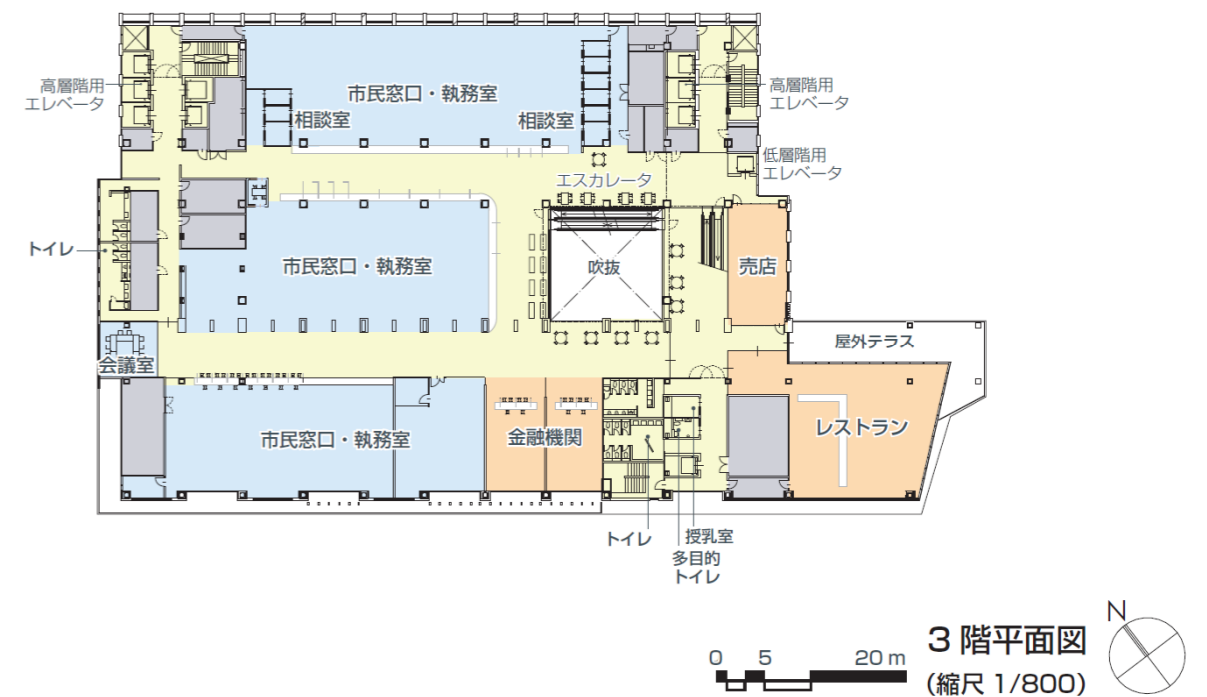 市民窓口・執務室
高層階用
エレベータ
高層階用
エレベータ
相談室
相談室
低層階用
エレベータ
エスカレータ
トイレ
市民窓口・執務室
吹抜
売店
屋外テラス
会議室
市民窓口・執務室
金融機関
レストラン
トイレ
授乳室
多目的
トイレ
N
3階平面図
0 5 20 m
(縮尺 1/800)